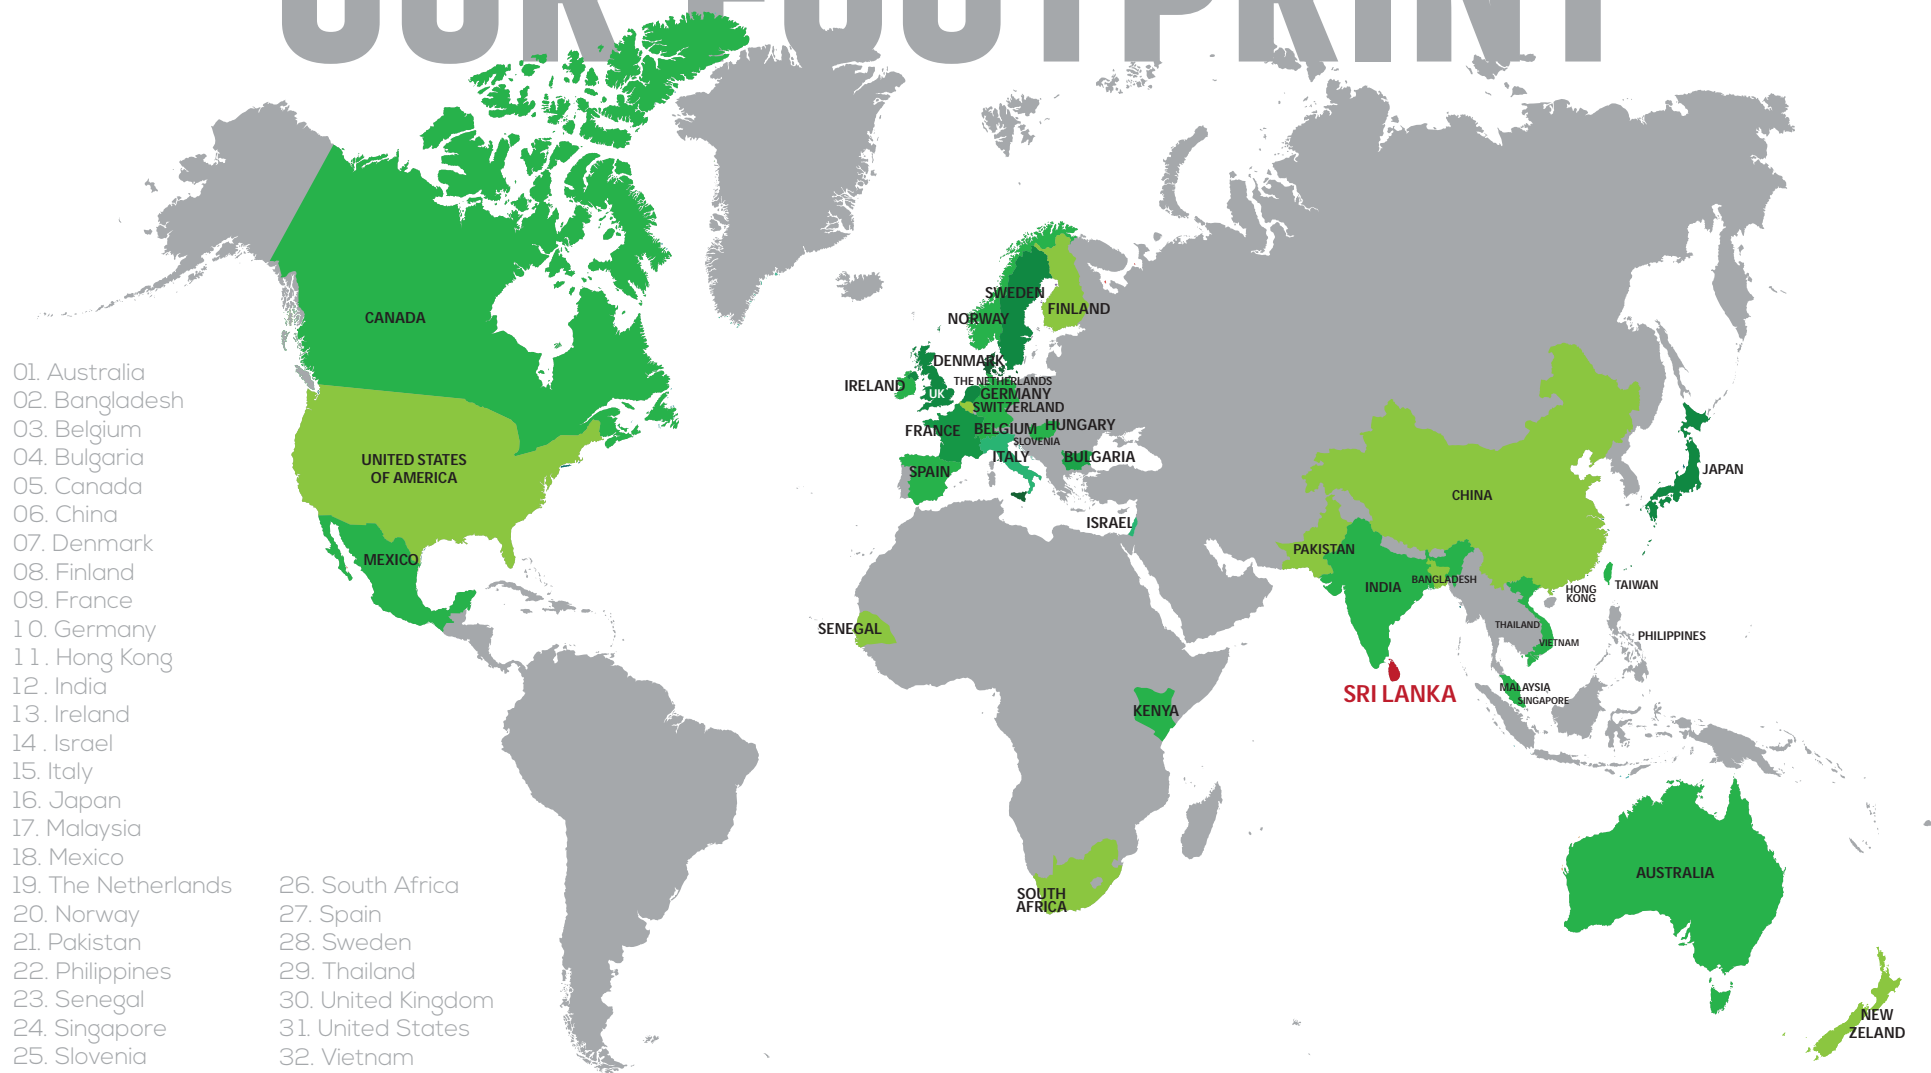 OUR FOOTPRINT
CANADA
UNITED STATES
OF AMERICA
MEXICO
SWEDEN
FINLAND
NORWAY
DENMARK
THE NETHERLANDS
IRELAND
UK
GERMANY
SWITZERLAND
FRANCE
BELGIUM
HUNGARY
SLOVENIA
ITALY
BULGARIA
SPAIN
ISRAEL
SENEGAL
KENYA
SOUTH
AFRICA
PAKISTAN
INDIA
BANGLADESH
CHINA
JAPAN
HONG
KONG
TAIWAN
THAILAND
VIETNAM
PHILIPPINES
MALAYSIA
SINGAPORE
SRI LANKA
AUSTRALIA
NEW
ZELAND
01. Australia
02. Bangladesh
03. Belgium
04. Bulgaria
05. Canada
06. China
07. Denmark
08. Finland
09. France
10. Germany
11. Hong Kong
12. India
13. Ireland
14. Israel
15. Italy
16. Japan
17. Malaysia
18. Mexico
19. The Netherlands
20. Norway
21. Pakistan
22. Philippines
23. Senegal
24. Singapore
25. Slovenia
26. South Africa
27. Spain
28. Sweden
29. Thailand
30. United Kingdom
31. United States
32. Vietnam